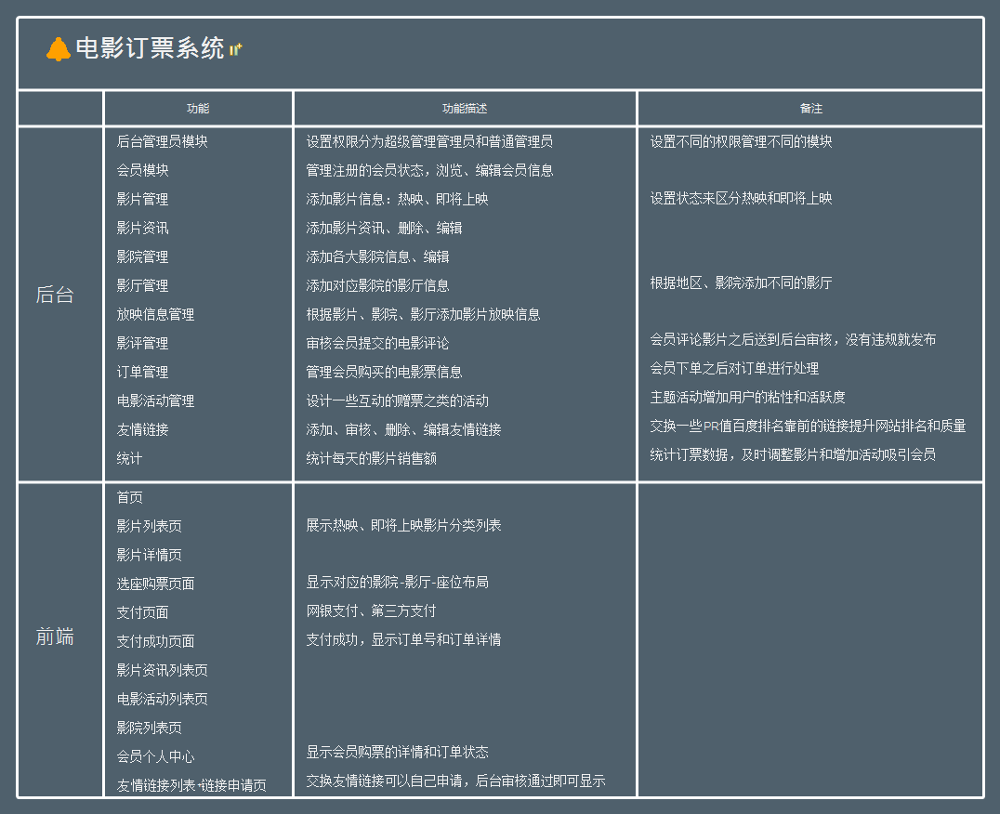 电影订票系统
功能 功能描述 备注
后台
后台管理员模块 设置权限分为超级管理管理员和普通管理员 设置不同的权限管理不同的模块
会员模块 管理注册的会员状态，浏览、编辑会员信息
影片管理 添加影片信息：热映、即将上映 设置状态来区分热映和即将上映
影片资讯 添加影片资讯、删除、编辑
影院管理 添加各大影院信息、编辑
影厅管理 添加对应影院的影厅信息 根据地区、影院添加不同的影厅
放映信息管理 根据影片、影院、影厅添加影片放映信息
影评管理 审核会员提交的电影评论 会员评论影片之后送到后台审核，没有违规就发布
订单管理 管理会员购买的电影票信息 会员下单之后对订单进行处理
电影活动管理 设计一些互动的赠票之类的活动 主题活动增加用户的粘性和活跃度
友情链接 添加、审核、删除、编辑友情链接 交换一些PR值百度排名靠前的链接提升网站排名和质量
统计 统计每天的影片销售额 统计订票数据，及时调整影片和增加活动吸引会员
前端
首页
影片列表页 展示热映、即将上映影片分类列表
影片详情页
选座购票页面 显示对应的影院-影厅-座位布局
支付页面 网银支付、第三方支付
支付成功页面 支付成功，显示订单号和订单详情
影片资讯列表页
电影活动列表页
影院列表页
会员个人中心 显示会员购票的详情和订单状态
友情链接列表+链接申请页 交换友情链接可以自己申请，后台审核通过即可显示